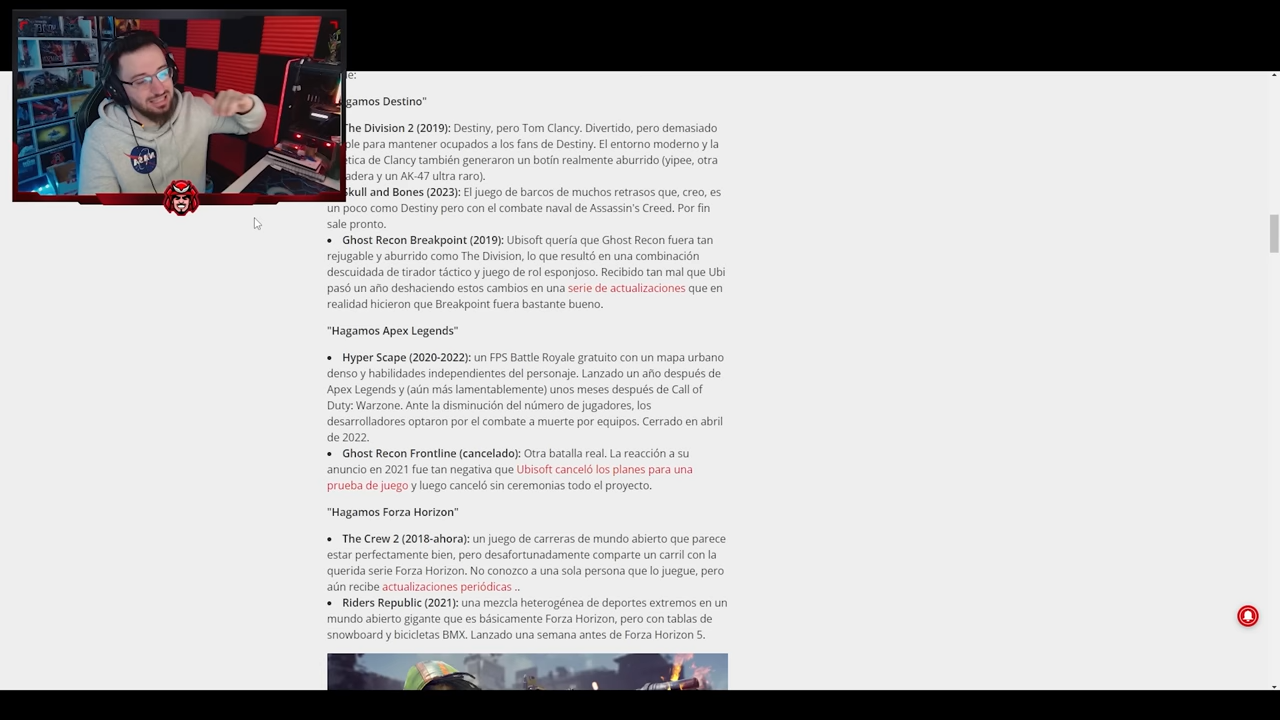 e:
gamos Destino"
The Division 2 (2019): Destiny, pero Tom Clancy. Divertido, pero demasiado
ple para mantener ocupados a los fans de Destiny. El entorno moderno y la
ética de Clancy también generaron un botín realmente aburrido (yipee, otra
adera y un AK-47 ultra raro).
Skull and Bones (2023): El juego de barcos de muchos retrasos que, creo, es
un poco como Destiny pero con el combate naval de Assassin's Creed. Por fin
sale pronto.
• Ghost Recon Breakpoint (2019): Ubisoft quería que Ghost Recon fuera tan
rejugable y aburrido como The Division, lo que resultó en una combinación
descuidada de tirador táctico y juego de rol esponjoso. Recibido tan mal que Ubi
pasó un año deshaciendo estos cambios en una serie de actualizaciones que en
realidad hicieron que Breakpoint fuera bastante bueno.
"Hagamos Apex Legends"
• Hyper Scape (2020-2022): un FPS Battle Royale gratuito con un mapa urbano
denso y habilidades independientes del personaje. Lanzado un año después de
Apex Legends y (aún más lamentablemente) unos meses después de Call of
Duty: Warzone. Ante la disminución del número de jugadores, los
desarrolladores optaron por el combate a muerte por equipos. Cerrado en abril
de 2022.
• Ghost Recon Frontline (cancelado): Otra batalla real. La reacción a su
anuncio en 2021 fue tan negativa que Ubisoft canceló los planes para una
prueba de juego y luego canceló sin ceremonias todo el proyecto.
"Hagamos Forza Horizon"
• The Crew 2 (2018-ahora): un juego de carreras de mundo abierto que parece
estar perfectamente bien, pero desafortunadamente comparte un carril con la
querida serie Forza Horizon. No conozco a una sola persona que lo juegue, pero
aún recibe actualizaciones periódicas ..
• Riders Republic (2021): una mezcla heterogénea de deportes extremos en un
mundo abierto gigante que es básicamente Forza Horizon, pero con tablas de
snowboard y bicicletas BMX. Lanzado una semana antes de Forza Horizon 5.